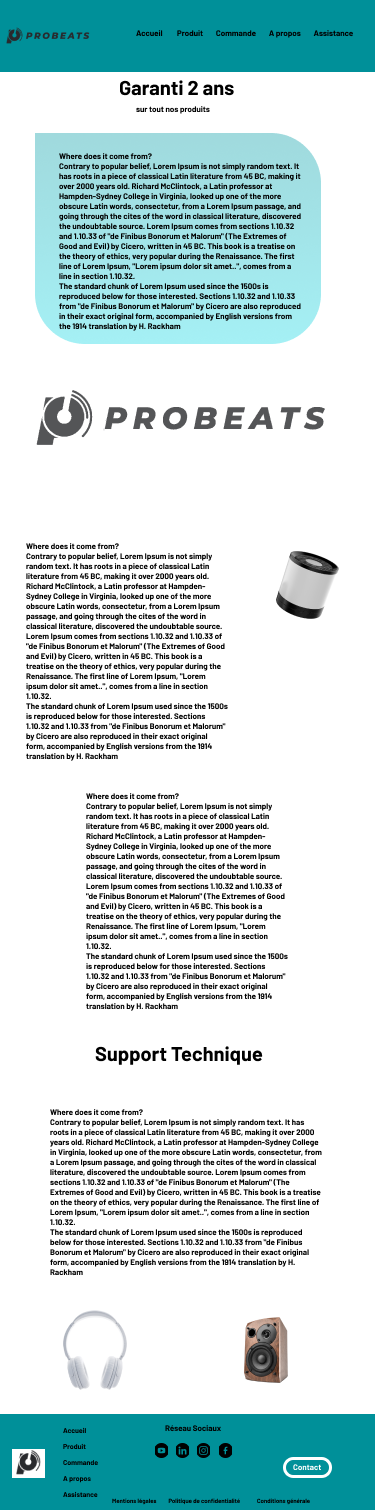 PROBEATS
Accueil Produit Commande A propos Assistance
Garanti 2 ans
sur tout nos produits
Where does it come from?
Contrary to popular belief, Lorem Ipsum is not simply random text. It
has roots in a piece of classical Latin literature from 45 BC, making it
over 2000 years old. Richard McClintock, a Latin professor at
Hampden-Sydney College in Virginia, looked up one of the more
obscure Latin words, consectetur, from a Lorem Ipsum passage, and
going through the cites of the word in classical literature, discovered
the undoubtable source. Lorem Ipsum comes from sections 1.10.32
and 1.10.33 of "de Finibus Bonorum et Malorum" (The Extremes of
Good and Evil) by Cicero, written in 45 BC. This book is a treatise on
the theory of ethics, very popular during the Renaissance. The first
line of Lorem Ipsum, "Lorem ipsum dolor sit amet..", comes from a
line in section 1.10.32.
The standard chunk of Lorem Ipsum used since the 1500s is
reproduced below for those interested. Sections 1.10.32 and 1.10.33
from "de Finibus Bonorum et Malorum" by Cicero are also reproduced
in their exact original form, accompanied by English versions from
the 1914 translation by H. Rackham
PROBEATS
Where does it come from?
Contrary to popular belief, Lorem Ipsum is not simply
random text. It has roots in a piece of classical Latin
literature from 45 BC, making it over 2000 years old.
Richard McClintock, a Latin professor at Hampden-
Sydney College in Virginia, looked up one of the more
obscure Latin words, consectetur, from a Lorem Ipsum
passage, and going through the cites of the word in
classical literature, discovered the undoubtable source.
Lorem Ipsum comes from sections 1.10.32 and 1.10.33 of
"de Finibus Bonorum et Malorum" (The Extremes of Good
and Evil) by Cicero, written in 45 BC. This book is a
treatise on the theory of ethics, very popular during the
Renaissance. The first line of Lorem Ipsum, "Lorem
ipsum dolor sit amet..", comes from a line in section
1.10.32.
The standard chunk of Lorem Ipsum used since the 1500s
is reproduced below for those interested. Sections
1.10.32 and 1.10.33 from "de Finibus Bonorum et Malorum"
by Cicero are also reproduced in their exact original
form, accompanied by English versions from the 1914
translation by H. Rackham
Where does it come from?
Contrary to popular belief, Lorem Ipsum is not simply
random text. It has roots in a piece of classical Latin
literature from 45 BC, making it over 2000 years old.
Richard McClintock, a Latin professor at Hampden-
Sydney College in Virginia, looked up one of the more
obscure Latin words, consectetur, from a Lorem Ipsum
passage, and going through the cites of the word in
classical literature, discovered the undoubtable source.
Lorem Ipsum comes from sections 1.10.32 and 1.10.33 of
"de Finibus Bonorum et Malorum" (The Extremes of Good
and Evil) by Cicero, written in 45 BC. This book is a
treatise on the theory of ethics, very popular during the
Renaissance. The first line of Lorem Ipsum, "Lorem
ipsum dolor sit amet..", comes from a line in section
1.10.32.
The standard chunk of Lorem Ipsum used since the 1500s
is reproduced below for those interested. Sections
1.10.32 and 1.10.33 from "de Finibus Bonorum et Malorum"
by Cicero are also reproduced in their exact original
form, accompanied by English versions from the 1914
translation by H. Rackham
Support Technique
Where does it come from?
Contrary to popular belief, Lorem Ipsum is not simply random text. It has
roots in a piece of classical Latin literature from 45 BC, making it over 2000
years old. Richard McClintock, a Latin professor at Hampden-Sydney College
in Virginia, looked up one of the more obscure Latin words, consectetur, from
a Lorem Ipsum passage, and going through the cites of the word in classical
literature, discovered the undoubtable source. Lorem Ipsum comes from
sections 1.10.32 and 1.10.33 of "de Finibus Bonorum et Malorum" (The
Extremes of Good and Evil) by Cicero, written in 45 BC. This book is a treatise
on the theory of ethics, very popular during the Renaissance. The first line of
Lorem Ipsum, "Lorem ipsum dolor sit amet..", comes from a line in section
1.10.32.
The standard chunk of Lorem Ipsum used since the 1500s is reproduced
below for those interested. Sections 1.10.32 and 1.10.33 from "de Finibus
Bonorum et Malorum" by Cicero are also reproduced in their exact original
form, accompanied by English versions from the 1914 translation by H.
Rackham
Accueil
Produit
Commande
A propos
Assistance
Réseau Sociaux
Contact
Mentions légales Politique de confidentialité Conditions générale